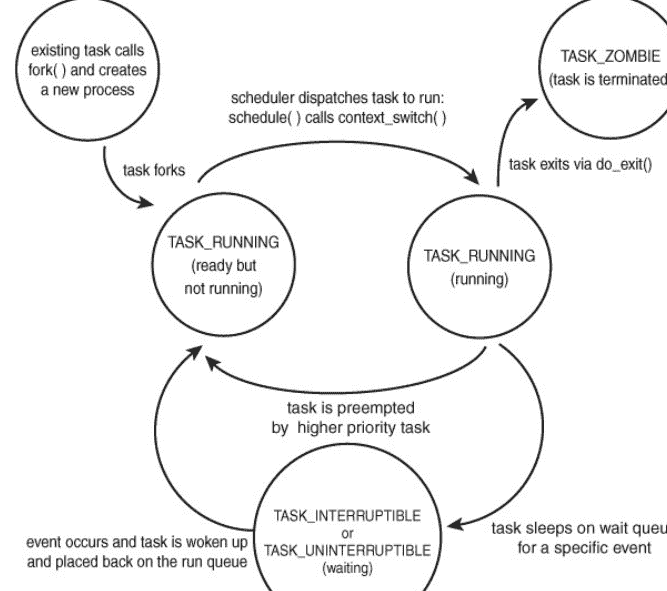 existing task calls
fork( ) and creates
a new process
TASK_ZOMBIE
(task is terminated
scheduler dispatches task to run:
schedule( ) calls context_switch( )
task forks
task exits via do_exit()
TASK_RUNNING
(ready but
not running)
TASK_RUNNING
(running)
task is preempted
by higher priority task
TASK_INTERRUPTIBLE
or
TASK_UNINTERRUPTIBLE
(waiting)
event occurs and task is woken up
and placed back on the run queue
task sleeps on wait queu
for a specific event